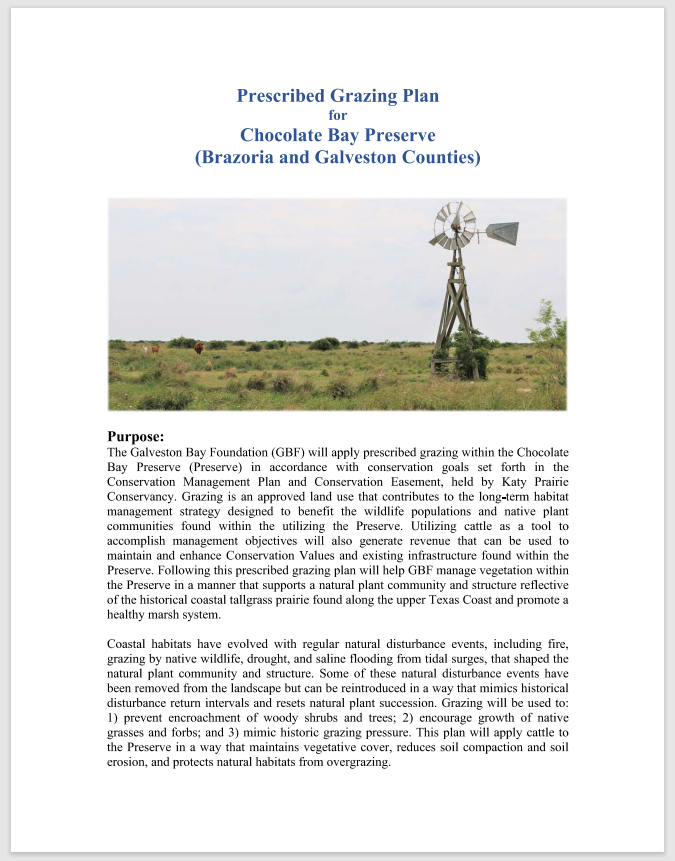 Prescribed Grazing Plan
for
Chocolate Bay Preserve
(Brazoria and Galveston Counties)
Purpose:
The Galveston Bay Foundation (GBF) will apply prescribed grazing within the Chocolate
Bay Preserve (Preserve) in accordance with conservation goals set forth in the
Conservation Management Plan and Conservation Easement, held by Katy Prairie
Conservancy. Grazing is an approved land use that contributes to the long-term habitat
management strategy designed to benefit the wildlife populations and native plant
communities found within the utilizing the Preserve. Utilizing cattle as a tool to
accomplish management objectives will also generate revenue that can be used to
maintain and enhance Conservation Values and existing infrastructure found within the
Preserve. Following this prescribed grazing plan will help GBF manage vegetation within
the Preserve in a manner that supports a natural plant community and structure reflective
of the historical coastal tallgrass prairie found along the upper Texas Coast and promote a
healthy marsh system.
Coastal habitats have evolved with regular natural disturbance events, including fire,
grazing by native wildlife, drought, and saline flooding from tidal surges, that shaped the
natural plant community and structure. Some of these natural disturbance events have
been removed from the landscape but can be reintroduced in a way that mimics historical
disturbance return intervals and resets natural plant succession. Grazing will be used to:
1) prevent encroachment of woody shrubs and trees; 2) encourage growth of native
grasses and forbs; and 3) mimic historic grazing pressure. This plan will apply cattle to
the Preserve in a way that maintains vegetative cover, reduces soil compaction and soil
erosion, and protects natural habitats from overgrazing.